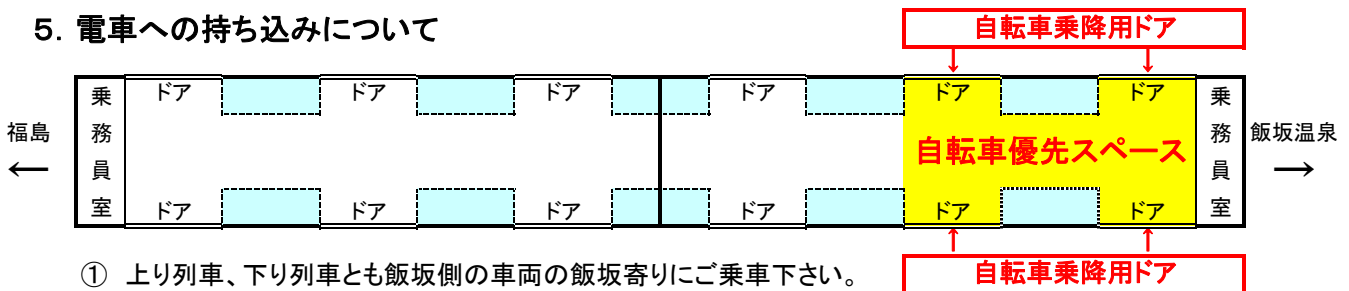 5. 電車への持ち込みについて
自転車乗降用ドア
↓ ↓
ドア ドア ドア ドア ドア ドア
乗務員室
乗務員室
福島
←
自転車優先スペース
飯坂温泉
→
ドア ドア ドア ドア ドア ドア
↑ ↑
自転車乗降用ドア
① 上り列車、下り列車とも飯坂側の車両の飯坂寄りにご乗車下さい。